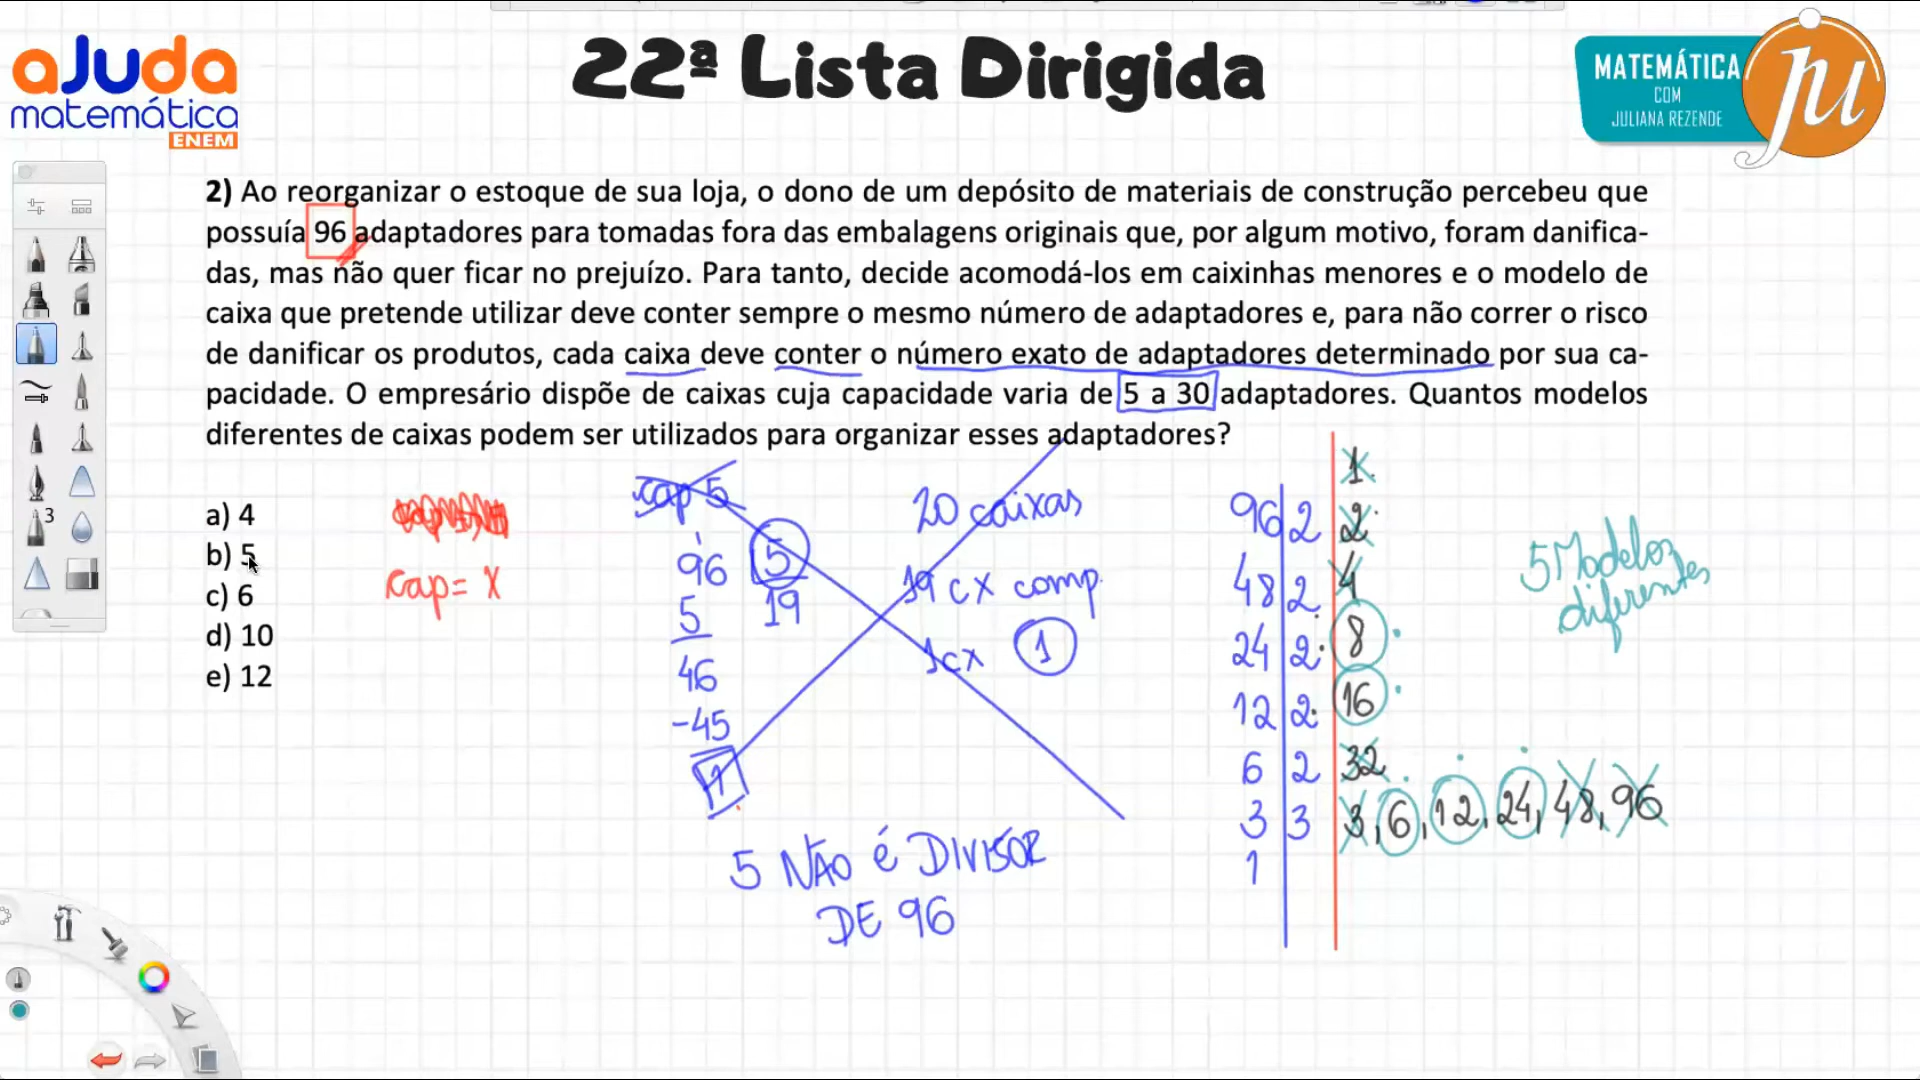 22ª Lista Dirigida
aJuda
matemática
ENEM
MATEMÁTICA
COM
JULIANA REZENDE
ju
2) Ao reorganizar o estoque de sua loja, o dono de um depósito de materiais de construção percebeu que
possuía 96 adaptadores para tomadas fora das embalagens originais que, por algum motivo, foram danifica-
das, mas não quer ficar no prejuízo. Para tanto, decide acomodá-los em caixinhas menores e o modelo de
caixa que pretende utilizar deve conter sempre o mesmo número de adaptadores e, para não correr o risco
de danificar os produtos, cada caixa deve conter o número exato de adaptadores determinado por sua ca-
pacidade. O empresário dispõe de caixas cuja capacidade varia de 5 a 30 adaptadores. Quantos modelos
diferentes de caixas podem ser utilizados para organizar esses adaptadores?
a) 4
b) 5
c) 6
d) 10
e) 12
3
Cap = X
cap 5
96 5
5 19
46
-45
1
20 caixas
19 cx comp.
1 cx 1
5 NÃO é DIVISOR
DE 96
1
96 2 2
48 2 4
24 2 8
12 2 16
6 2 32
3 3 3, 6, 12, 24, 48, 96
1
5 Modelos
diferentes